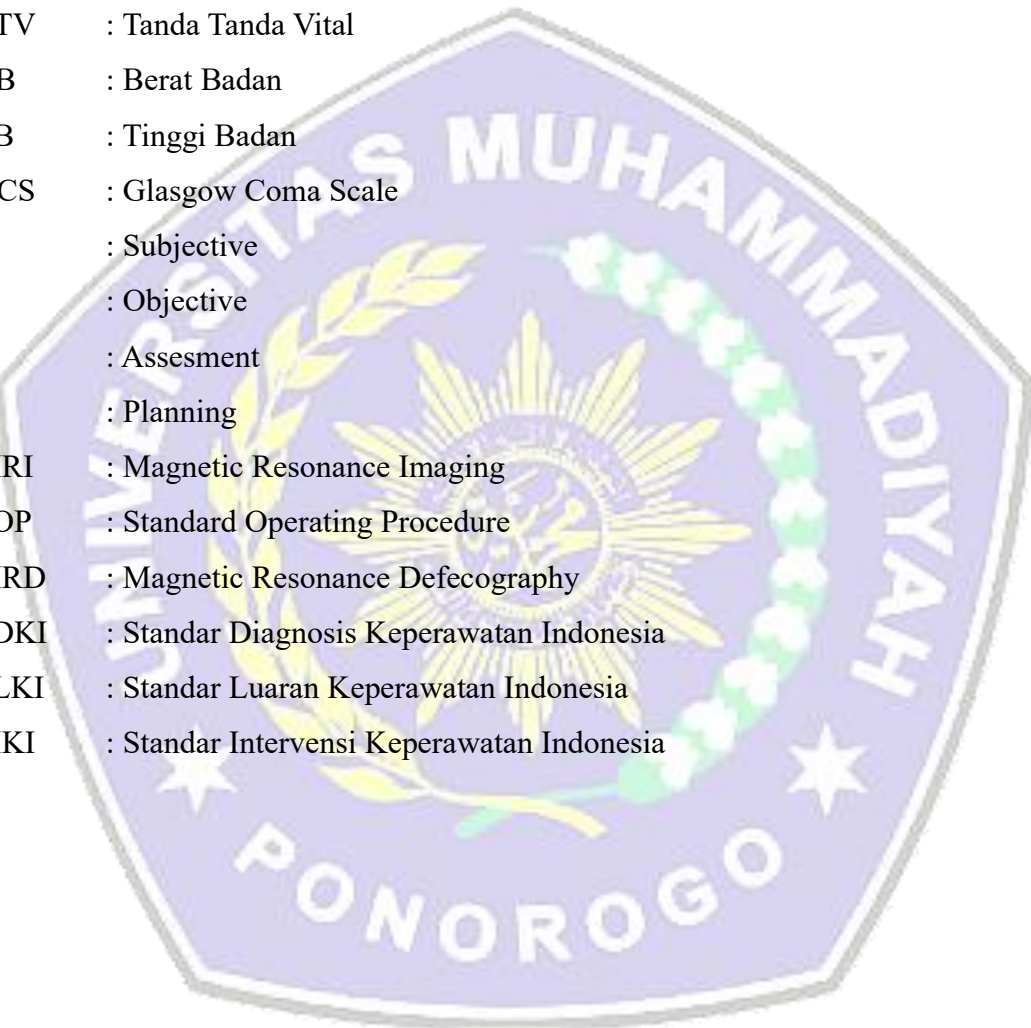 TV : Tanda Tanda Vital
B : Berat Badan
B : Tinggi Badan
CS : Glasgow Coma Scale
: Subjective
: Objective
: Assesment
: Planning
RI : Magnetic Resonance Imaging
OP : Standard Operating Procedure
RD : Magnetic Resonance Defecography
DKI : Standar Diagnosis Keperawatan Indonesia
LKI : Standar Luaran Keperawatan Indonesia
KI : Standar Intervensi Keperawatan Indonesia
UNIVERSITAS MUHAMMADIYAH
PONOROGO